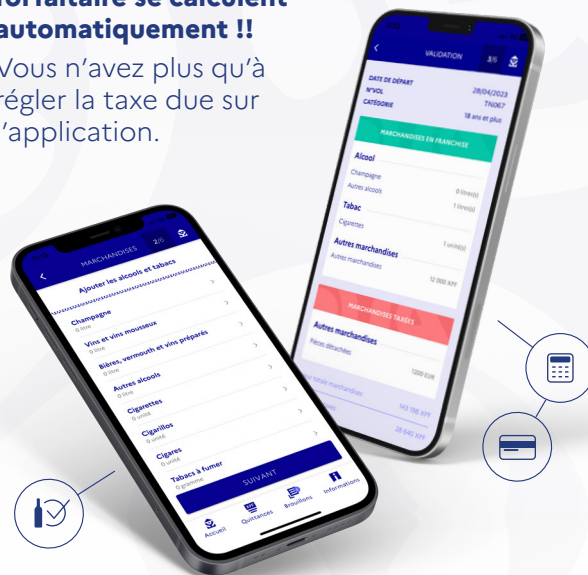 forfaitaire se calculent
automatiquement !!
Vous n'avez plus qu'à
régler la taxe due sur
l'application.
VALIDATION
3/6
DATE DE DÉPART
28/04/2023
N°VOL
TN067
CATÉGORIE
18 ans et plus
MARCHANDISES EN FRANCHISE
Alcool
Champagne
0 litre(s)
Autres alcools
1 litre(s)
Tabac
Cigarettes
1 unité(s)
Autres marchandises
Autres marchandises
12 000 XPF
MARCHANDISES TAXÉES
Autres marchandises
Pièces détachées
1200 EUR
totale marchandises
143 198 XPF
28 640 XPF
MARCHANDISES
2/6
Ajouter les alcools et tabacs
Champagne
0 litre
Vins et vins mousseux
0 litre
Bières, vermouth et vins préparés
0 litre
Autres alcools
0 litre
Cigarettes
0 unité
Cigarillos
0 unité
Cigares
0 unité
Tabacs à fumer
0 gramme
SUIVANT
Accueil
Quittances
Brouillons
Informations